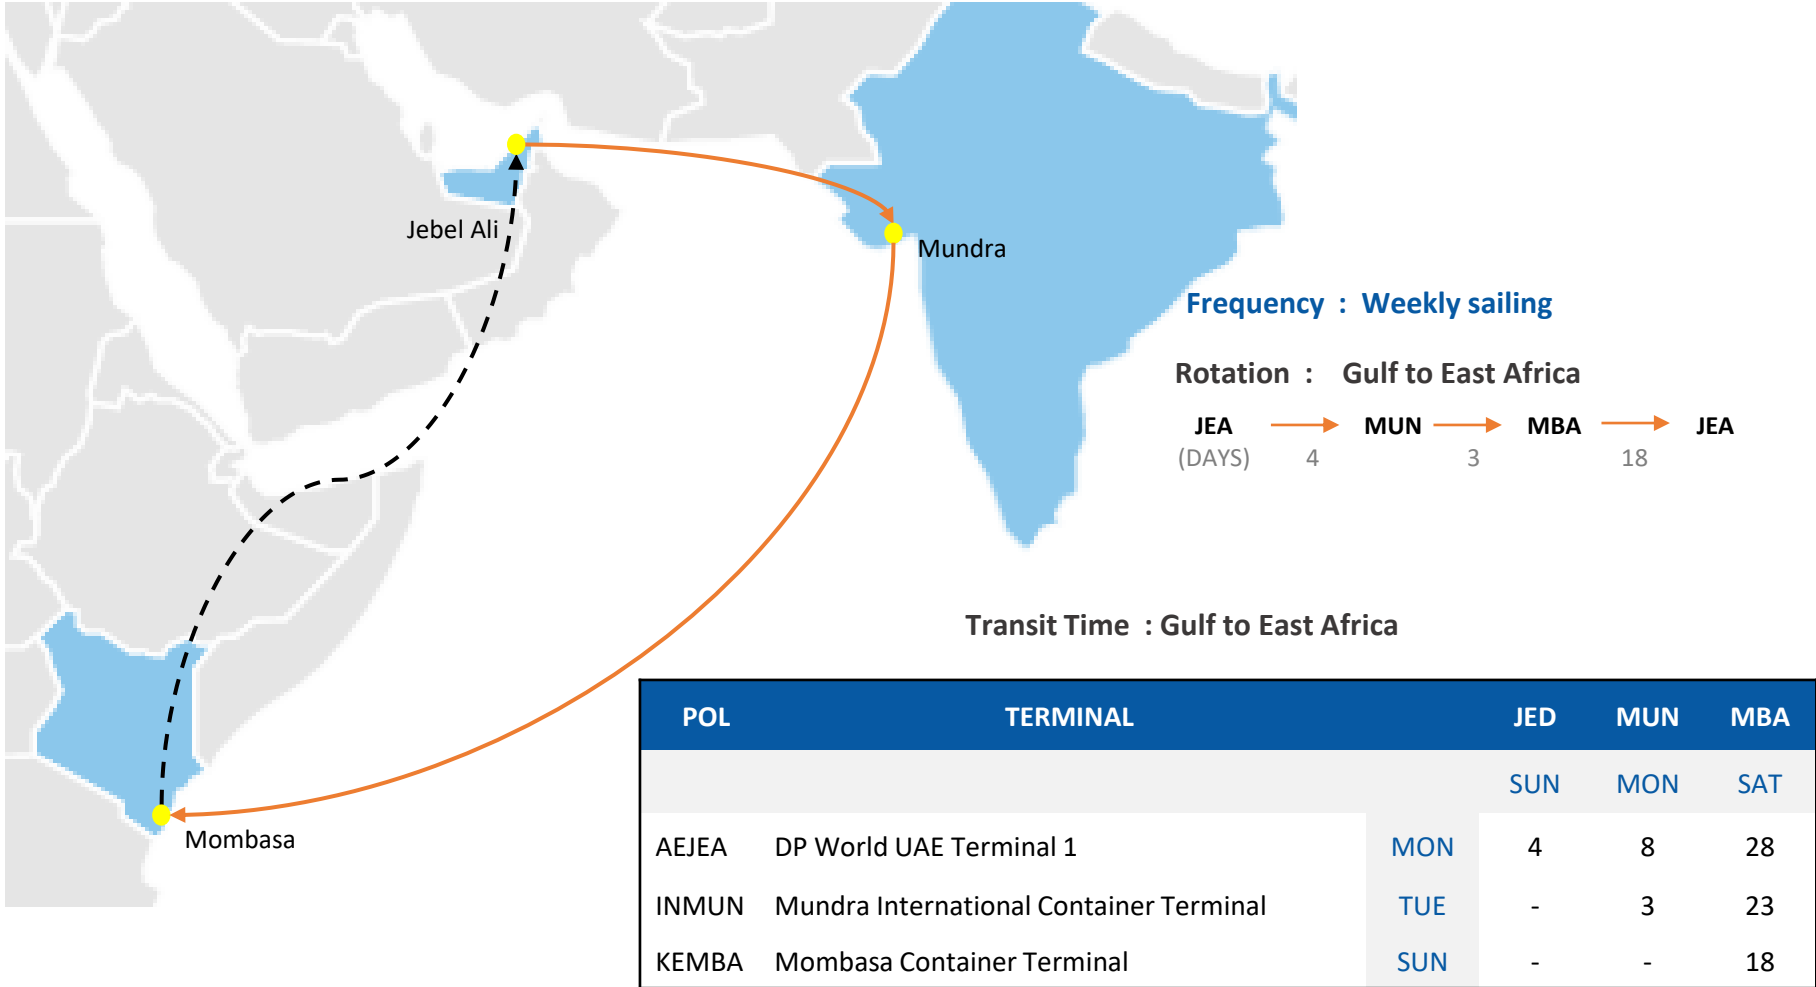 Jebel Ali
Mundra
Frequency : Weekly sailing
Rotation : Gulf to East Africa
JEA MUN MBA JEA
(DAYS) 4 3 18
Transit Time : Gulf to East Africa
Mombasa
POL TERMINAL JED MUN MBA
SUN MON SAT
AEJEA DP World UAE Terminal 1 MON 4 8 28
INMUN Mundra International Container Terminal TUE - 3 23
KEMBA Mombasa Container Terminal SUN - - 18